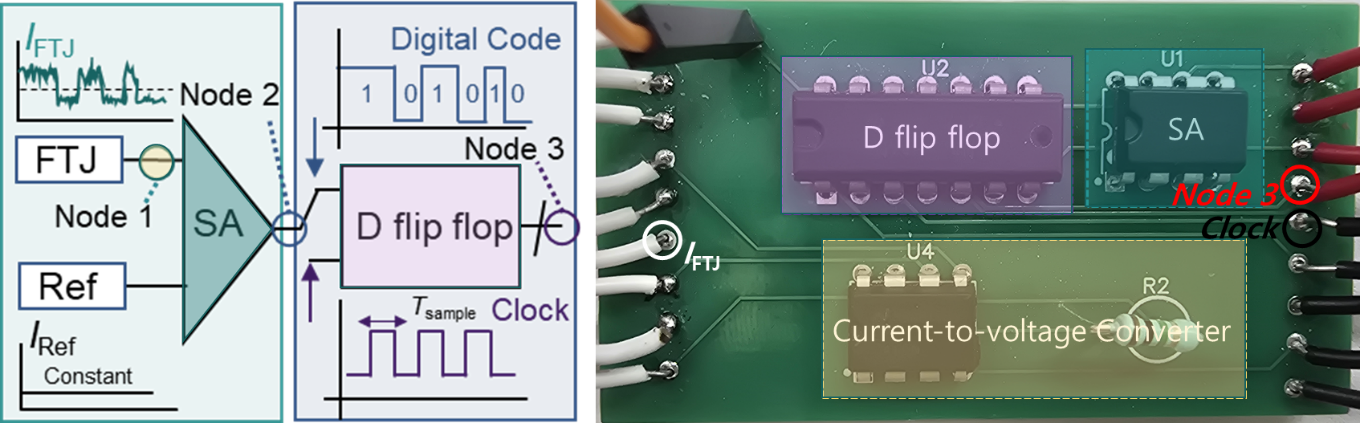 IFTJ
Node 2
FTJ
Node 1
SA
Ref
IRef
Constant
Digital Code
1 0 1 0 1 0
Node 3
D flip flop
Tsample
Clock
U2
D flip flop
U1
SA
Node 3
Clock
IFTJ
U4
R2
Current-to-voltage Converter